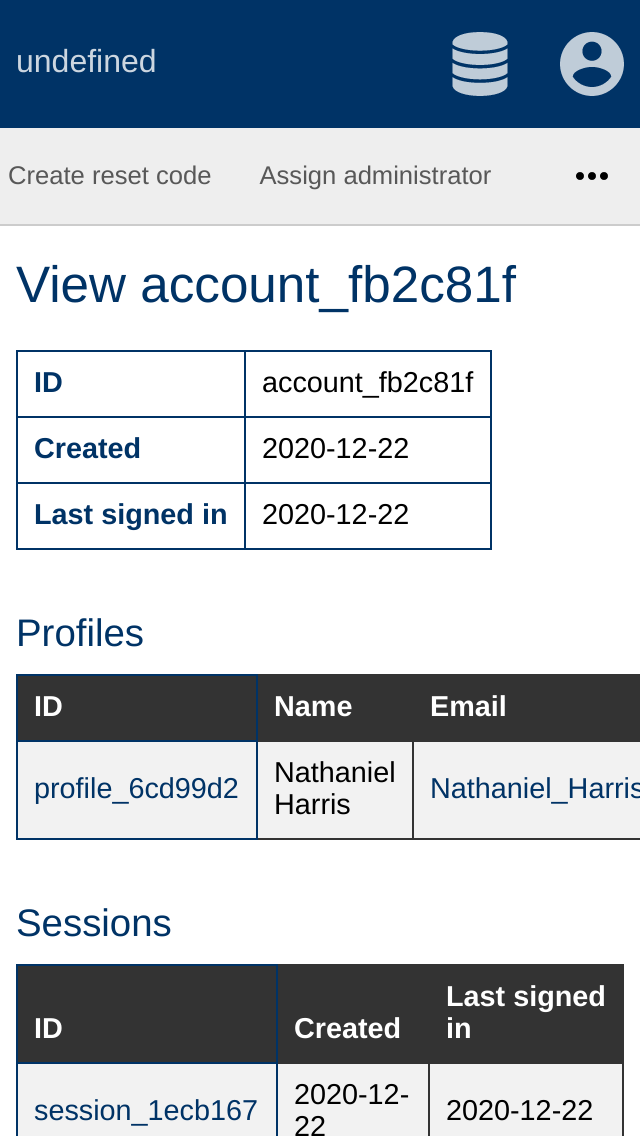 undefined
Create reset code Assign administrator
View account_fb2c81f
ID account_fb2c81f
Created 2020-12-22
Last signed in 2020-12-22
Profiles
ID Name Email
profile_6cd99d2 Nathaniel Harris Nathaniel_Harris
Sessions
ID Created Last signed in
session_1ecb167 2020-12-22 2020-12-22